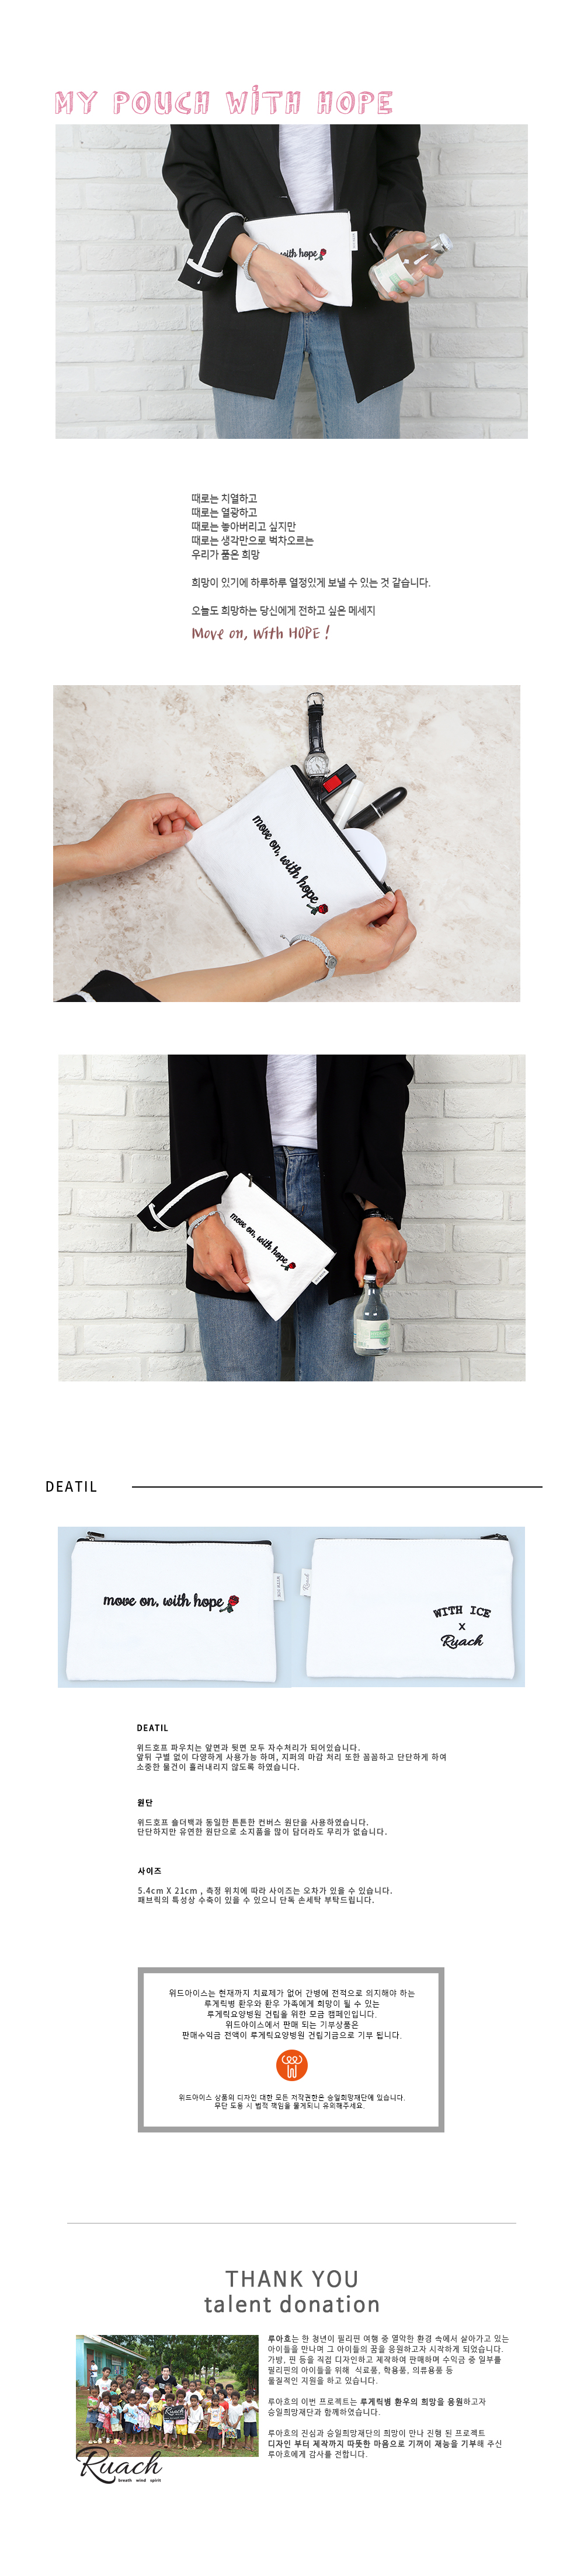 MY POUCH WITH HOPE
with hope
때로는 치열하고
때로는 열광하고
때로는 놓아버리고 싶지만
때로는 생각만으로 벅차오르는
우리가 품은 희망
희망이 있기에 하루하루 열정있게 보낼 수 있는 것 같습니다.
오늘도 희망하는 당신에게 전하고 싶은 메세지
Move on, With HOPE !
move on, with hope
move on, with hope
DEATIL
move on, with hope
WITH ICE
x
Ruach
DEATIL
위드호프 파우치는 앞면과 뒷면 모두 자수처리가 되어있습니다.
앞뒤 구별 없이 다양하게 사용가능 하며, 지퍼의 마감 처리 또한 꼼꼼하고 단단하게 하여
소중한 물건이 흘러내리지 않도록 하였습니다.
원단
위드호프 숄더백과 동일한 튼튼한 컨버스 원단을 사용하였습니다.
단단하지만 유연한 원단으로 소지품을 많이 담더라도 무리가 없습니다.
사이즈
5.4cm X 21cm , 측정 위치에 따라 사이즈는 오차가 있을 수 있습니다.
패브릭의 특성상 수축이 있을 수 있으니 단독 손세탁 부탁드립니다.
위드아이스는 현재까지 치료제가 없어 간병에 전적으로 의지해야 하는
루게릭병 환우와 환우 가족에게 희망이 될 수 있는
루게릭요양병원 건립을 위한 모금 캠페인입니다.
위드아이스에서 판매 되는 기부상품은
판매수익금 전액이 루게릭요양병원 건립기금으로 기부 됩니다.
위드아이스 상품의 디자인 대한 모든 저작권한은 승일희망재단에 있습니다.
무단 도용 시 법적 책임을 물게되니 유의해주세요.
THANK YOU
talent donation
루아흐는 한 청년이 필리핀 여행 중 열악한 환경 속에서 살아가고 있는
아이들을 만나며 그 아이들의 꿈을 응원하고자 시작하게 되었습니다.
가방, 펜 등을 직접 디자인하고 제작하여 판매하며 수익금 중 일부를
필리핀의 아이들을 위해 식료품, 학용품, 의류용품 등
물질적인 지원을 하고 있습니다.
루아흐의 이번 프로젝트는 루게릭병 환우의 희망을 응원하고자
승일희망재단과 함께하였습니다.
루아흐의 진심과 승일희망재단의 희망이 만나 진행 된 프로젝트
디자인 부터 제작까지 따뜻한 마음으로 기꺼이 재능을 기부해 주신
루아흐에게 감사를 전합니다.
Ruach
breath wind spirit